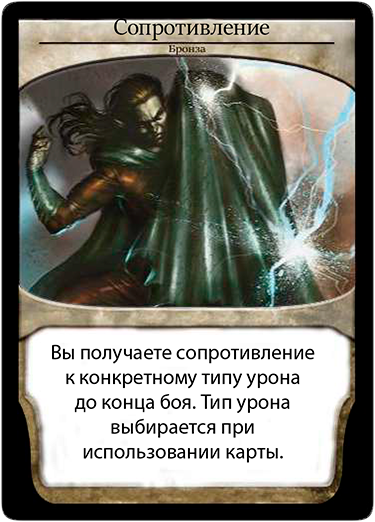 Сопротивление
Бронза
Вы получаете сопротивление
к конкретному типу урона
до конца боя. Тип урона
выбирается при
использовании карты.